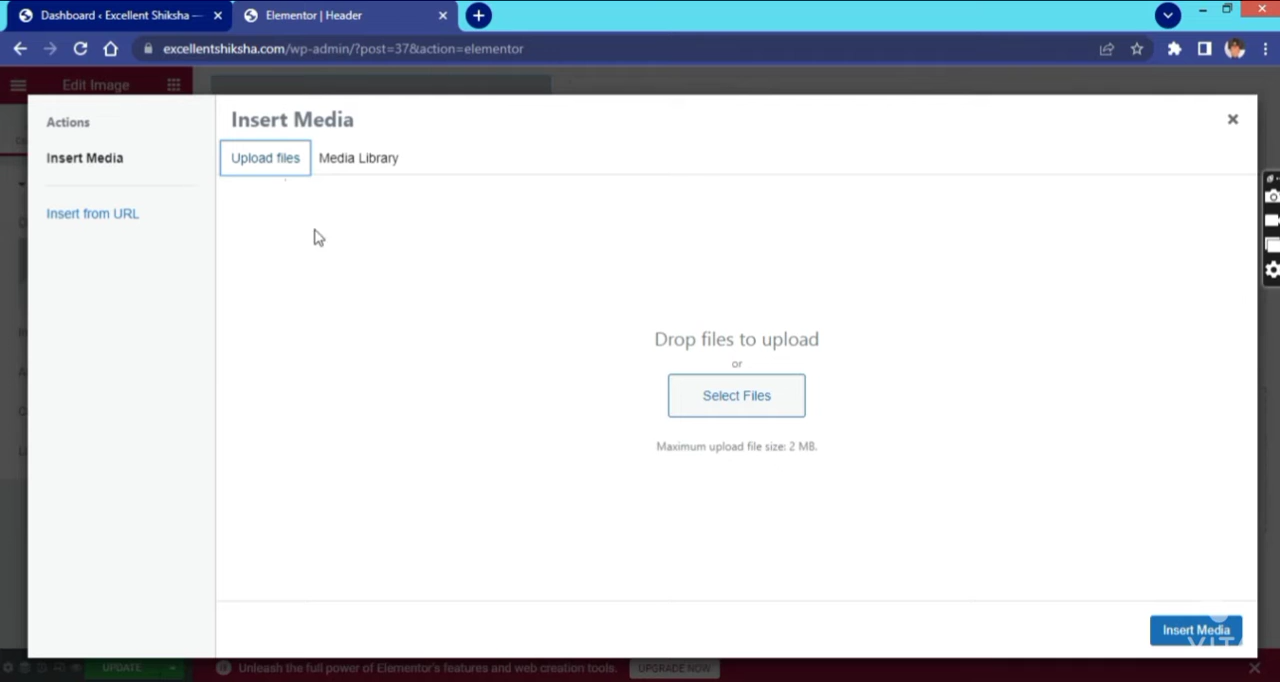 Dashboard ‹ Excellent Shiksha —
Elementor | Header
excellentshiksha.com/wp-admin/?post=37&action=elementor
Edit Image
Actions
Insert Media
Insert from URL
Insert Media
Upload files
Media Library
Drop files to upload
or
Select Files
Maximum upload file size: 2 MB.
Insert Media
UPDATE
Unleash the full power of Elementor's features and web creation tools.
UPGRADE NOW